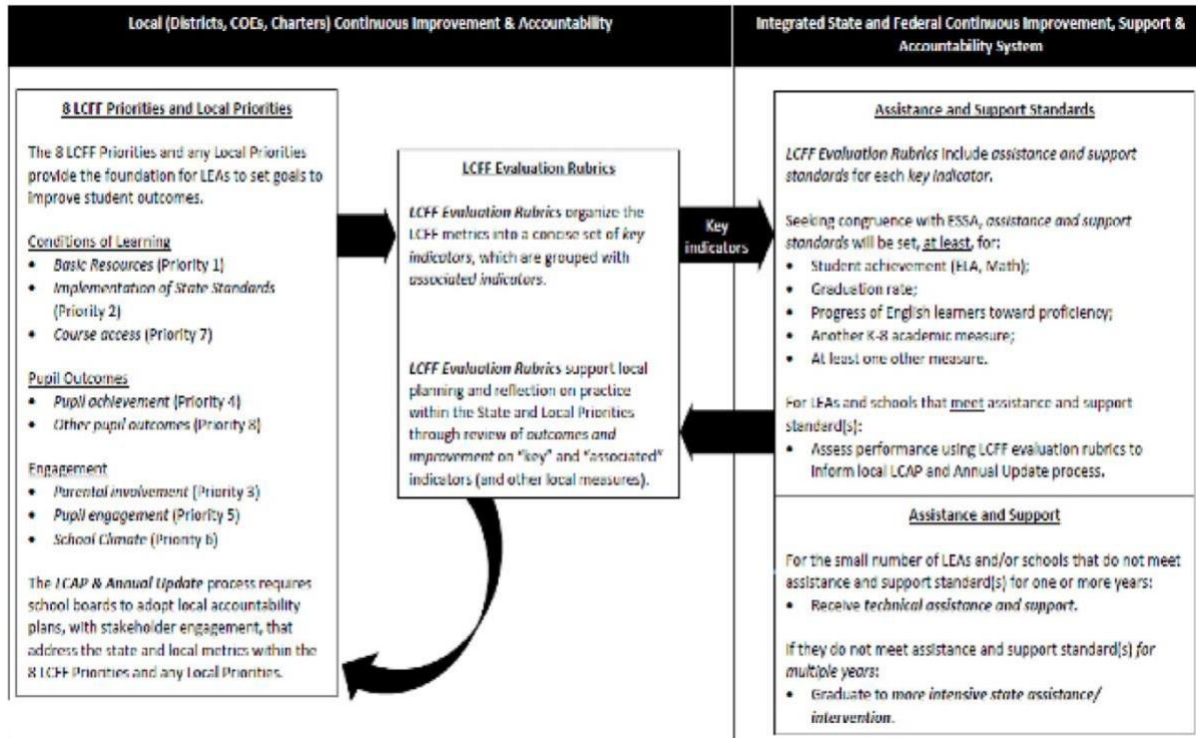 Local (Districts, COEs, Charters) Continuous Improvement & Accountability
Integrated State and Federal Continuous Improvement, Support &
Accountability System
8 LCFF Priorities and Local Priorities
The 8 LCFF Priorities and any Local Priorities
provide the foundation for LEAs to set goals to
improve student outcomes.
Conditions of Learning
• Basic Resources (Priority 1)
• Implementation of State Standards
(Priority 2)
• Course access (Priority 7)
Pupil Outcomes
• Pupil achievement (Priority 4)
• Other pupil outcomes (Priority 8)
Engagement
• Parental involvement (Priority 3)
• Pupil engagement (Priority 5)
• School Climate (Priority 6)
The LCAP & Annual Update process requires
school boards to adopt local accountability
plans, with stakeholder engagement, that
address the state and local metrics within the
8 LCFF Priorities and any Local Priorities.
LCFF Evaluation Rubrics
LCFF Evaluation Rubrics organize the
LCFF metrics into a concise set of key
indicators, which are grouped with
associated indicators.
LCFF Evaluation Rubrics support local
planning and reflection on practice
within the State and Local Priorities
through review of outcomes and
improvement on "key" and "associated"
indicators (and other local measures).
Key
indicators
Assistance and Support Standards
LCFF Evaluation Rubrics include assistance and support
standards for each key indicator.
Seeking congruence with ESSA, assistance and support
standards will be set, at least, for:
• Student achievement (ELA, Math);
• Graduation rate;
• Progress of English learners toward proficiency;
• Another K-8 academic measure;
• At least one other measure.
For LEAs and schools that meet assistance and support
standard(s):
• Assess performance using LCFF evaluation rubrics to
inform local LCAP and Annual Update process.
Assistance and Support
For the small number of LEAs and/or schools that do not meet
assistance and support standard(s) for one or more years:
• Receive technical assistance and support.
If they do not meet assistance and support standard(s) for
multiple years:
• Graduate to more intensive state assistance/
intervention.